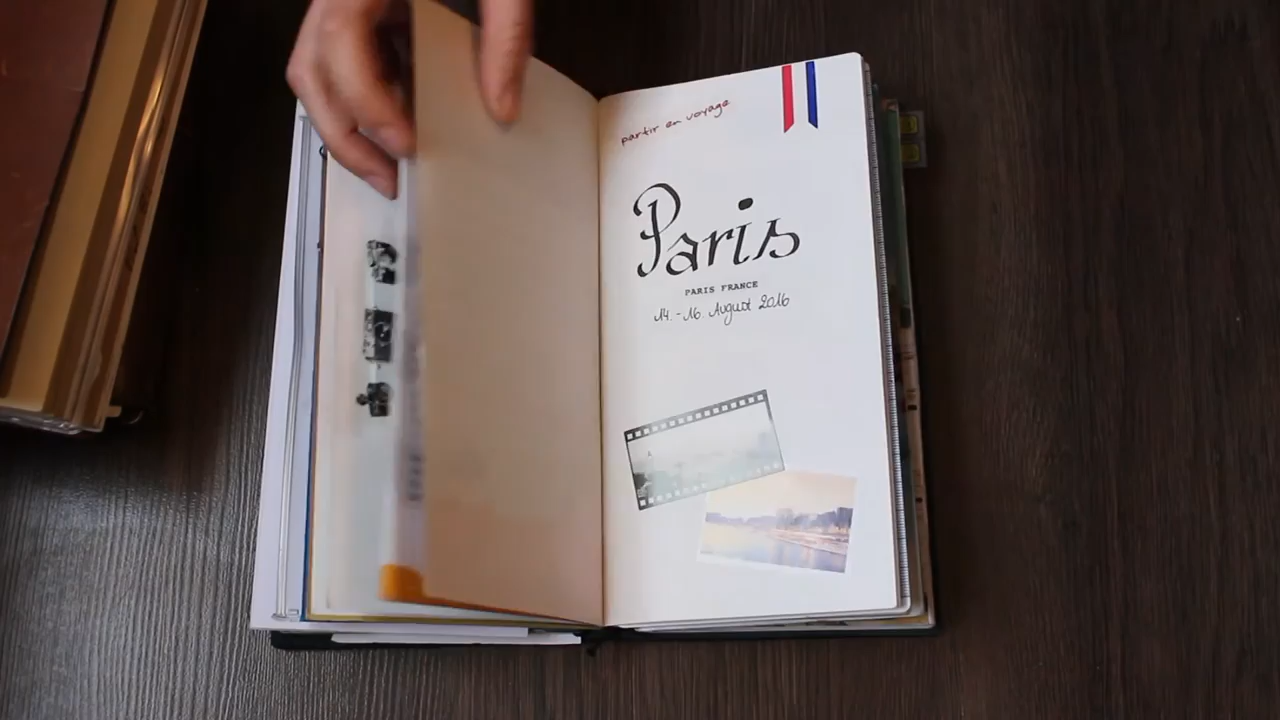 partir en voyage
Paris
PARIS FRANCE
14. - 16. August 2016